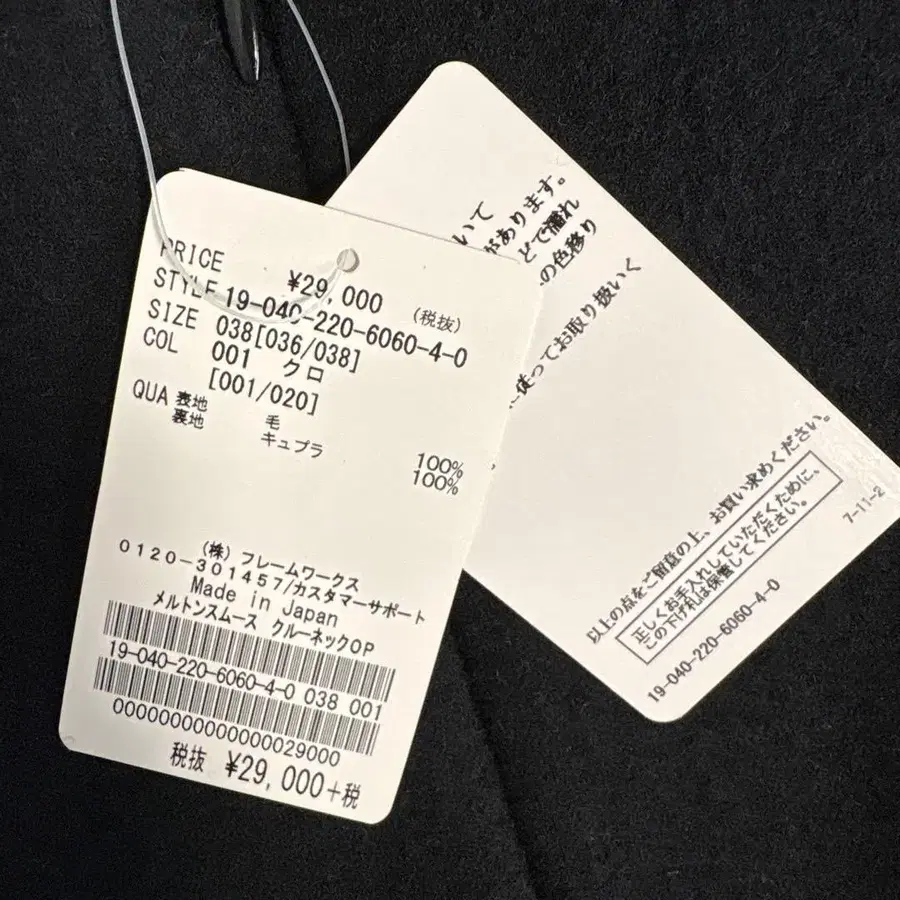 PRICE ¥29,000 (税抜)
STYLE 19-040-220-6060-4-0
SIZE 038[036/038]
COL 001 クロ
[001/020]
QUA 表地 毛 100%
裏地 キュプラ 100%
(株) フレームワークス
0120-301457/カスタマーサポート
Made in Japan
メルトンスムース クルーネックOP
19-040-220-6060-4-0 038 001
00000000000000029000
税抜 ¥29,000+税
いて
があります。
どで濡れ
の色移り
に従ってお取り扱いく
以上の点をご留意の上、お買い求めください。
正しくお手入れしていただくために、
この下げ札は保管してください。
7-11-2
19-040-220-6060-4-0